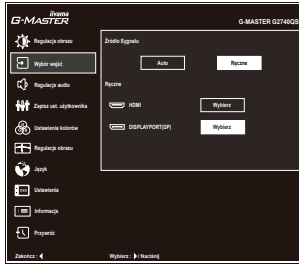 iiyama
G-MASTER
G-MASTER G2740QS
Regulacja obrazu
Źródło Sygnału
Wybór wejść
Auto
Ręczne
Regulacja audio
Ręczne
Zapisz ust. użytkownika
HDMI
Wybierz
Ustawienia kolorów
DISPLAYPORT(DP)
Wybierz
Regulacje obrazu
Język
OSD
Ustawienia
Informacje
Przywróć
Zakończ :
Wybierz : / Naciśnij